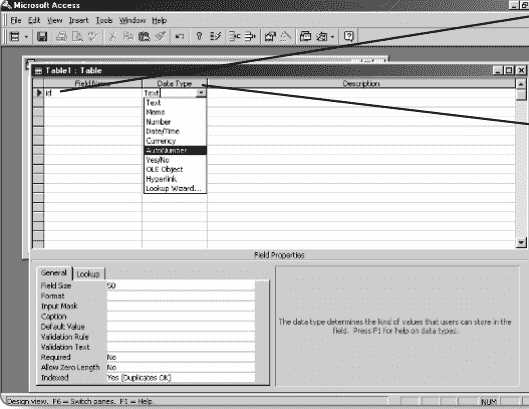 Microsoft Access
File Edit View Insert Tools Window Help
Table1 : Table
Field Name Data Type Description
id Text
Text
Memo
Number
Date/Time
Currency
AutoNumber
Yes/No
OLE Object
Hyperlink
Lookup Wizard...
Field Properties
General Lookup
Field Size 50
Format
Input Mask
Caption
Default Value
Validation Rule
Validation Text
Required No
Allow Zero Length No
Indexed Yes (Duplicates OK)
The data type determines the kind of values that users can store in the
field. Press F1 for help on data types.
Design view. F6 = Switch panes. F1 = Help. NUM